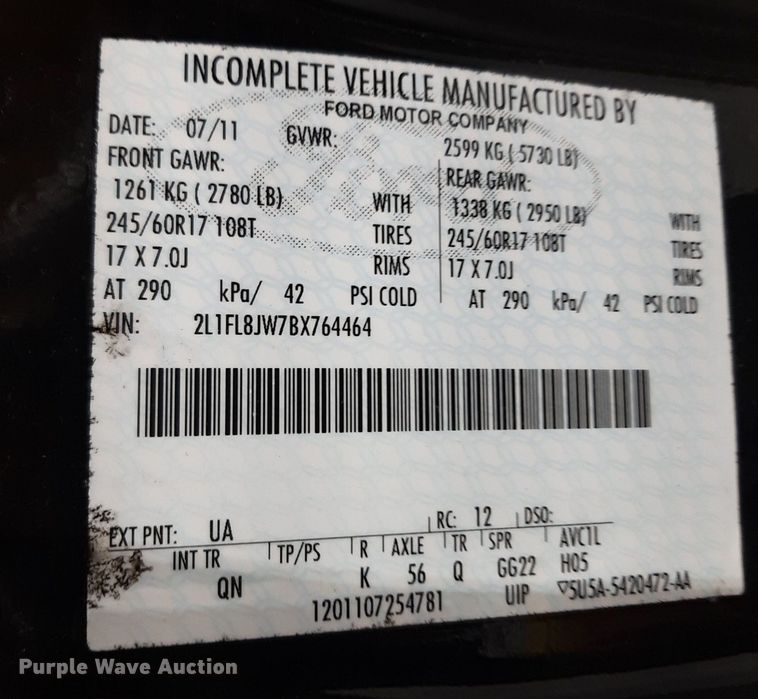 INCOMPLETE VEHICLE MANUFACTURED BY
FORD MOTOR COMPANY
DATE: 07/11 GVWR: 2599 KG ( 5730 LB)
FRONT GAWR: REAR GAWR:
1261 KG ( 2780 LB) WITH 1338 KG ( 2950 LB) WITH
245/60R17 108T TIRES 245/60R17 108T TIRES
17 X 7.0J RIMS 17 X 7.0J RIMS
AT 290 kPa/ 42 PSI COLD AT 290 kPa/ 42 PSI COLD
VIN: 2L1FL8JW7BX764464
EXT PNT: UA RC: 12 DSO:
INT TR TP/PS R AXLE TR SPR AVCTL
QN K 56 Q GG22 H05
1201107254781 UIP ▽5U5A-5420472-AA
Ford
Purple Wave Auction